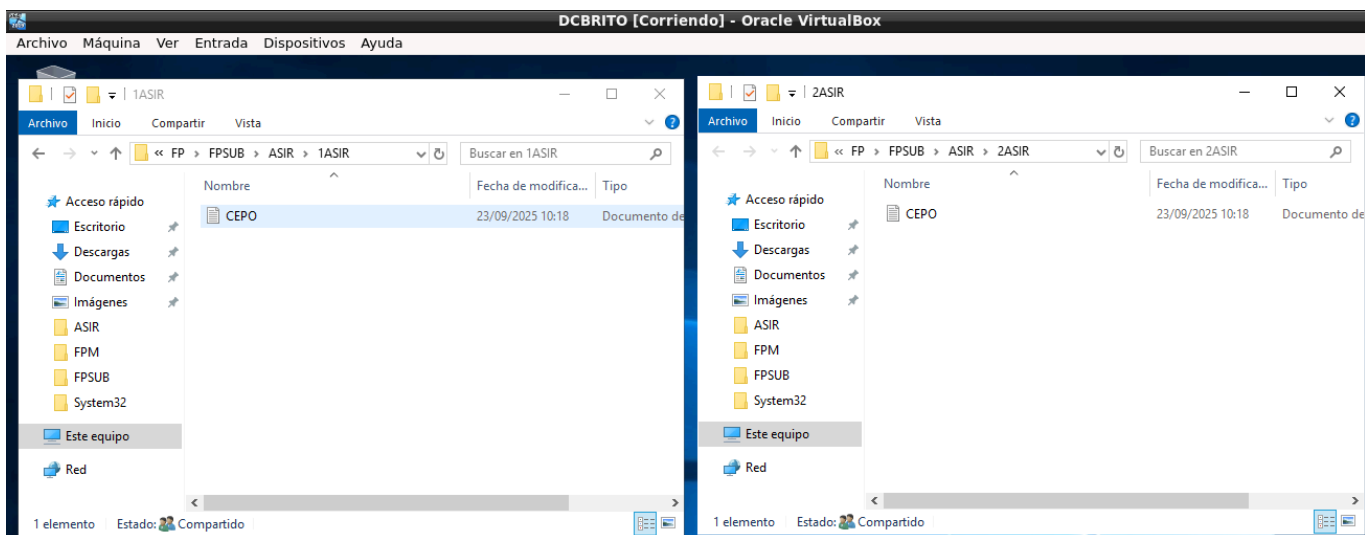 DCBRITO [Corriendo] - Oracle VirtualBox
Archivo Máquina Ver Entrada Dispositivos Ayuda
1ASIR
Archivo Inicio Compartir Vista
« FP › FPSUB › ASIR › 1ASIR
Buscar en 1ASIR
Nombre Fecha de modifica... Tipo
CEPO 23/09/2025 10:18 Documento de
Acceso rápido
Escritorio
Descargas
Documentos
Imágenes
ASIR
FPM
FPSUB
System32
Este equipo
Red
1 elemento Estado: Compartido
2ASIR
Archivo Inicio Compartir Vista
« FP › FPSUB › ASIR › 2ASIR
Buscar en 2ASIR
Nombre Fecha de modifica... Tipo
CEPO 23/09/2025 10:18 Documento de
Acceso rápido
Escritorio
Descargas
Documentos
Imágenes
ASIR
FPM
FPSUB
System32
Este equipo
Red
1 elemento Estado: Compartido